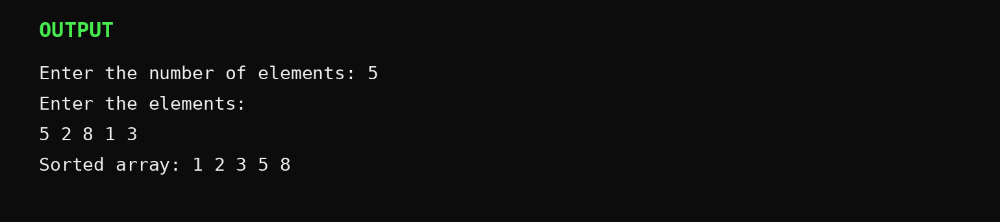 OUTPUT
Enter the number of elements: 5
Enter the elements:
5 2 8 1 3
Sorted array: 1 2 3 5 8